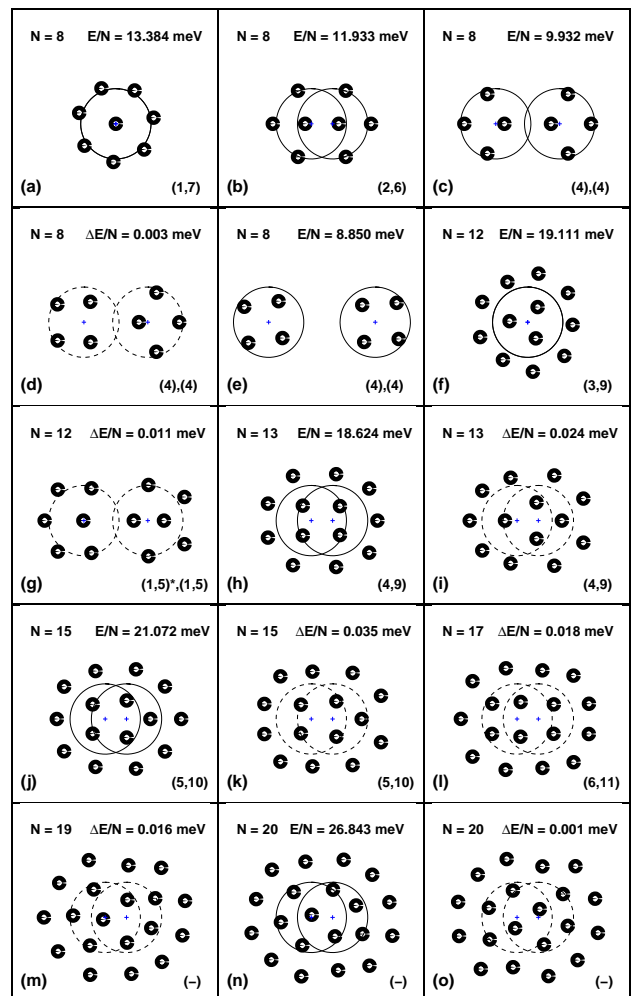 N = 8 E/N = 13.384 meV
(a) (1,7)
N = 8 E/N = 11.933 meV
(b) (2,6)
N = 8 E/N = 9.932 meV
(c) (4),(4)
N = 8 ΔE/N = 0.003 meV
(d) (4),(4)
N = 8 E/N = 8.850 meV
(e) (4),(4)
N = 12 E/N = 19.111 meV
(f) (3,9)
N = 12 ΔE/N = 0.011 meV
(g) (1,5)*,(1,5)
N = 13 E/N = 18.624 meV
(h) (4,9)
N = 13 ΔE/N = 0.024 meV
(i) (4,9)
N = 15 E/N = 21.072 meV
(j) (5,10)
N = 15 ΔE/N = 0.035 meV
(k) (5,10)
N = 17 ΔE/N = 0.018 meV
(l) (6,11)
N = 19 ΔE/N = 0.016 meV
(m) (−)
N = 20 E/N = 26.843 meV
(n) (−)
N = 20 ΔE/N = 0.001 meV
(o) (−)